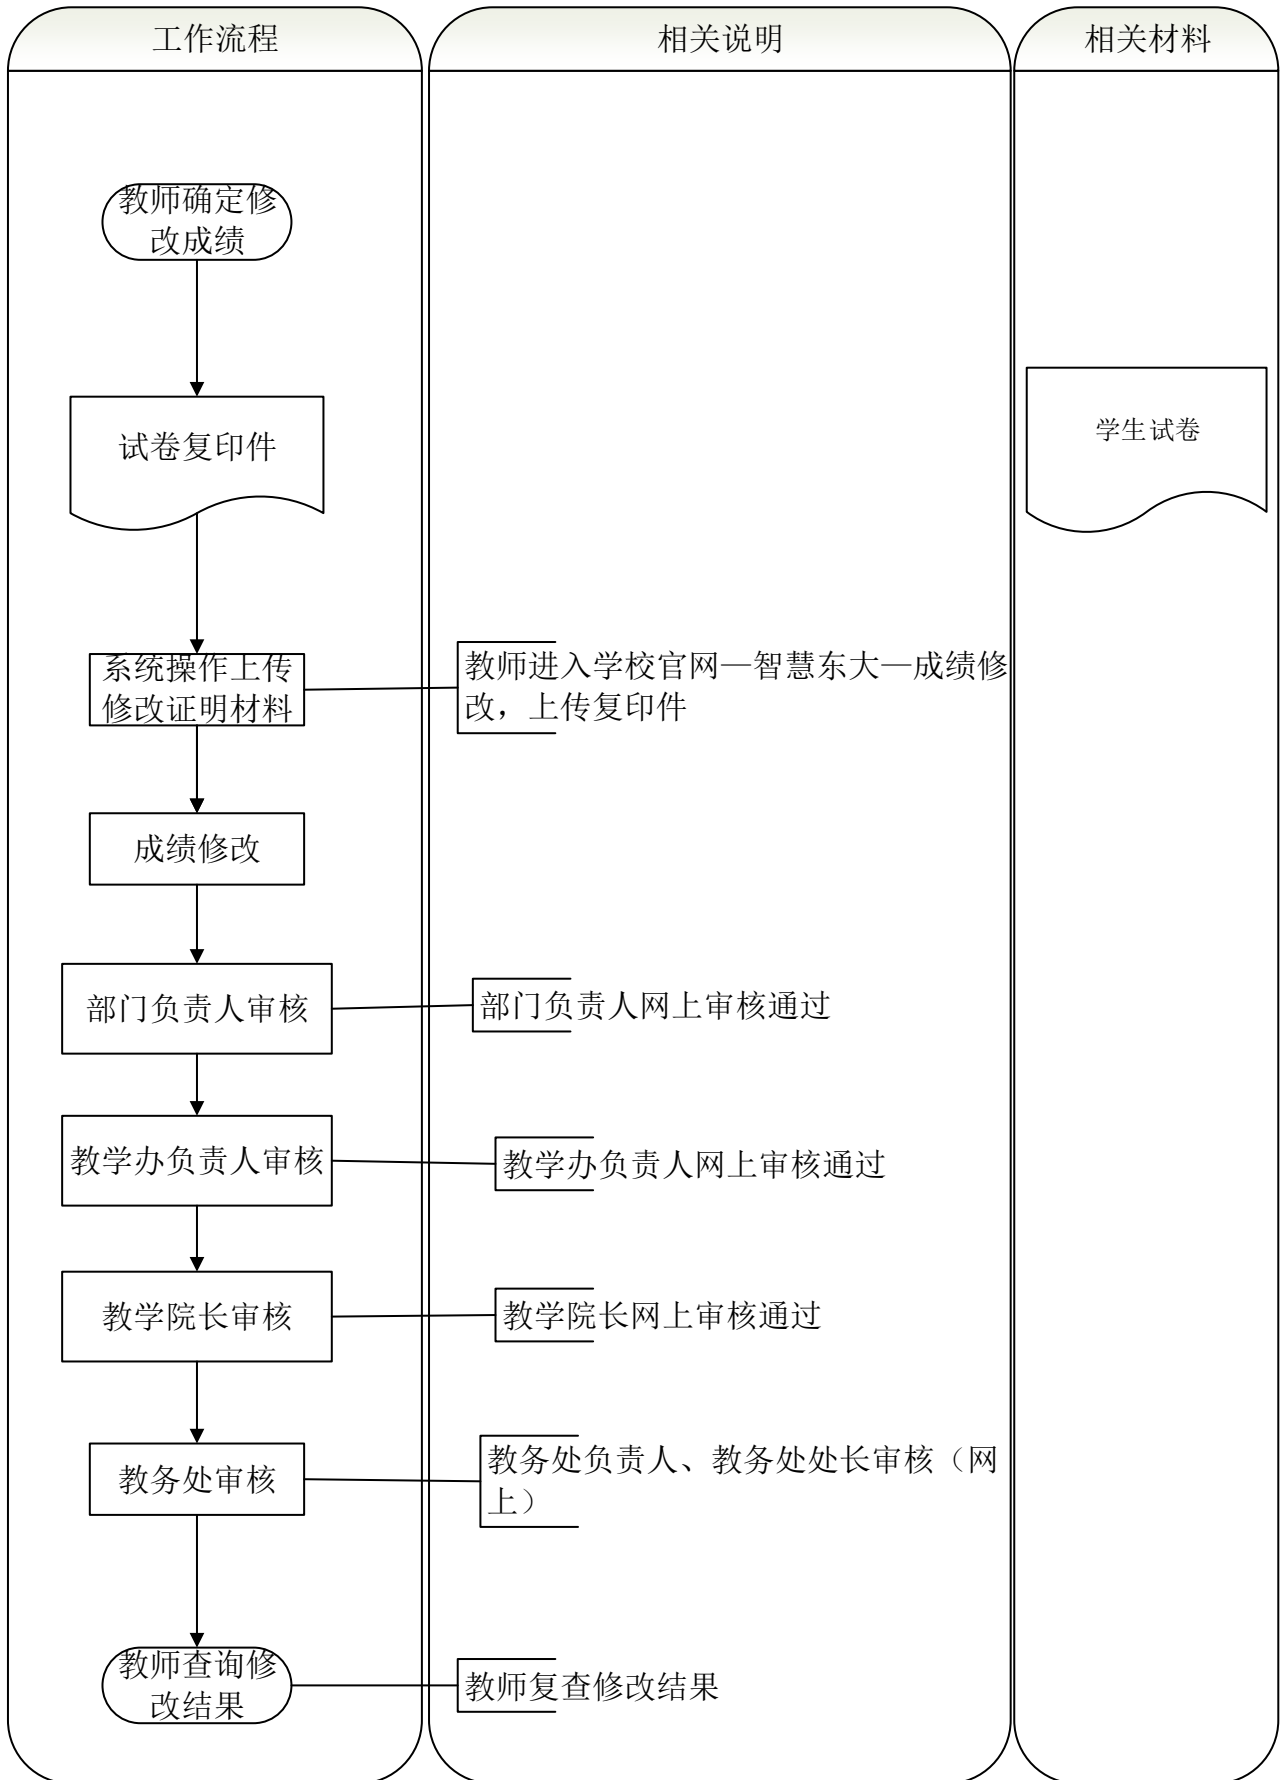 工作流程
相关说明
相关材料
教师确定修
改成绩
试卷复印件
学生试卷
系统操作上传
修改证明材料
教师进入学校官网—智慧东大—成绩修
改，上传复印件
成绩修改
部门负责人审核
部门负责人网上审核通过
教学办负责人审核
教学办负责人网上审核通过
教学院长审核
教学院长网上审核通过
教务处审核
教务处负责人、教务处处长审核（网
上）
教师查询修
改结果
教师复查修改结果